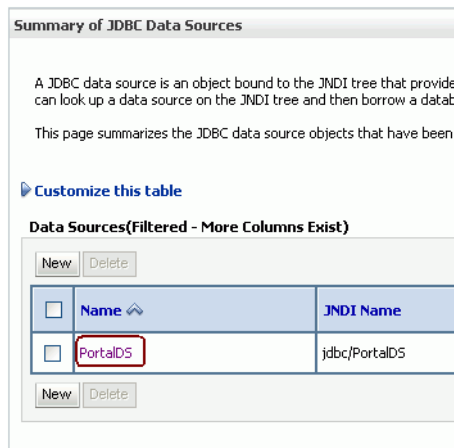 Summary of JDBC Data Sources
A JDBC data source is an object bound to the JNDI tree that provide
can look up a data source on the JNDI tree and then borrow a datab
This page summarizes the JDBC data source objects that have been
Customize this table
Data Sources(Filtered - More Columns Exist)
New Delete
Name JNDI Name
PortalDS jdbc/PortalDS
New Delete